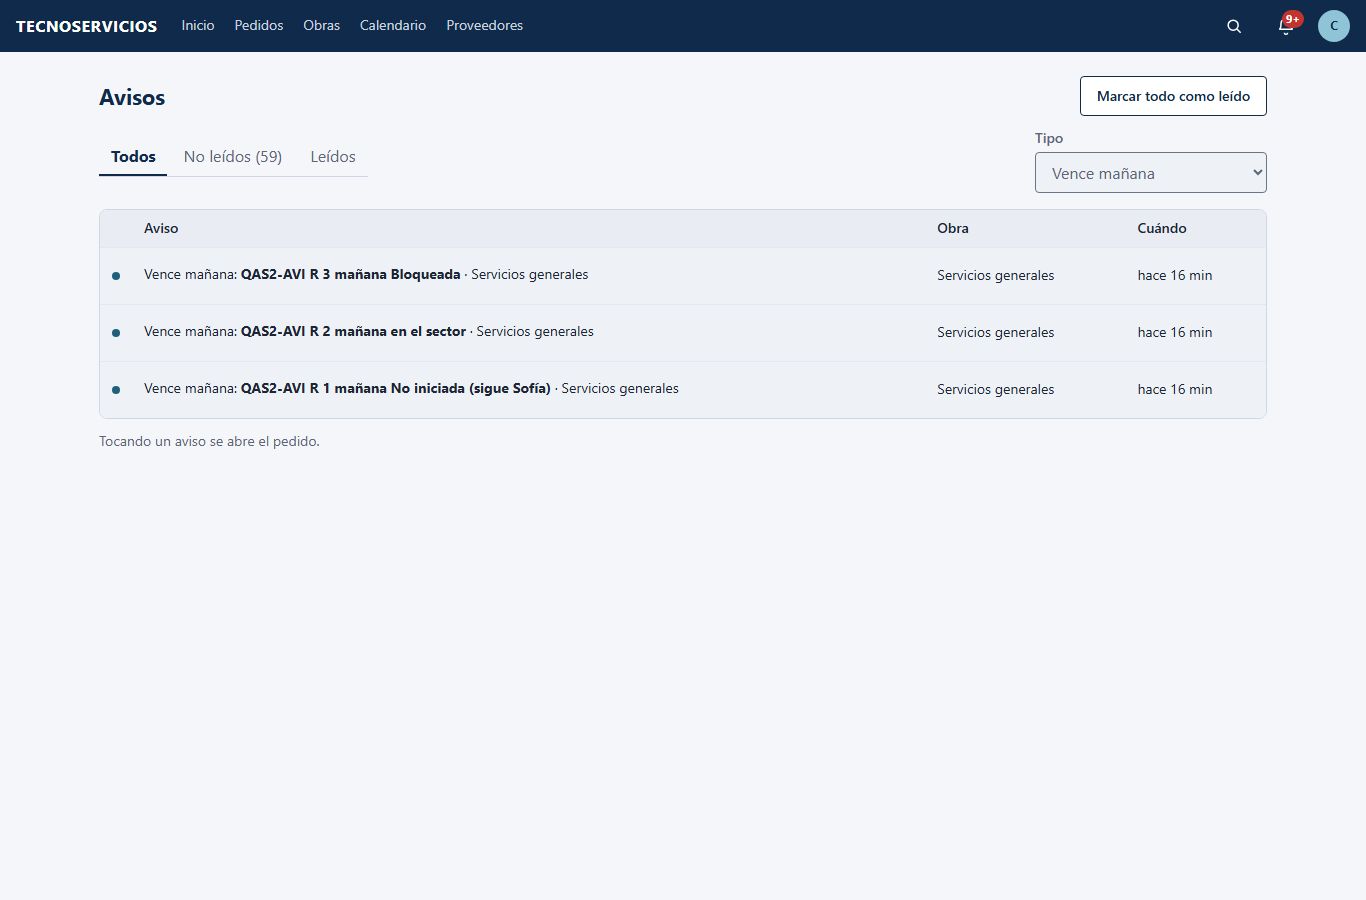 TECNOSERVICIOS Inicio Pedidos Obras Calendario Proveedores 9+ C
Avisos Marcar todo como leído
Tipo
Todos No leídos (59) Leídos
Vence mañana
Aviso Obra Cuándo
Vence mañana: QAS2-AVI R 3 mañana Bloqueada · Servicios generales Servicios generales hace 16 min
Vence mañana: QAS2-AVI R 2 mañana en el sector · Servicios generales Servicios generales hace 16 min
Vence mañana: QAS2-AVI R 1 mañana No iniciada (sigue Sofía) · Servicios generales Servicios generales hace 16 min
Tocando un aviso se abre el pedido.